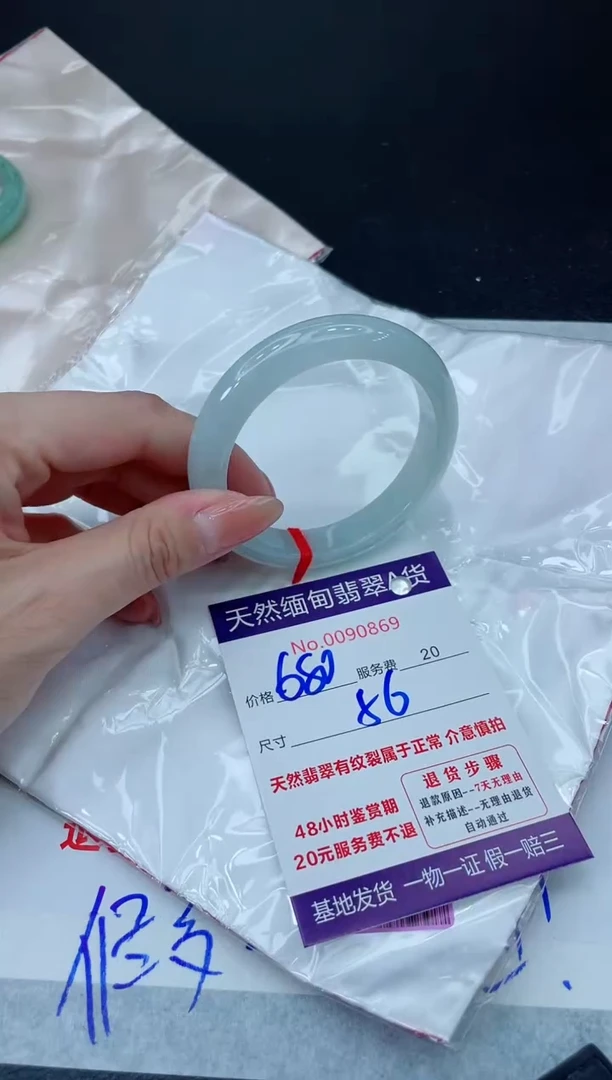 天然缅甸翡翠A货
No.0090869
价格 680 服务费 20
尺寸 56
天然翡翠有纹裂属于正常 介意慎拍
48小时鉴赏期
20元服务费不退
退货步骤
退款原因--7天无理由
补充描述--无理由退货
自动通过
基地发货 一物一证 假一赔三
退